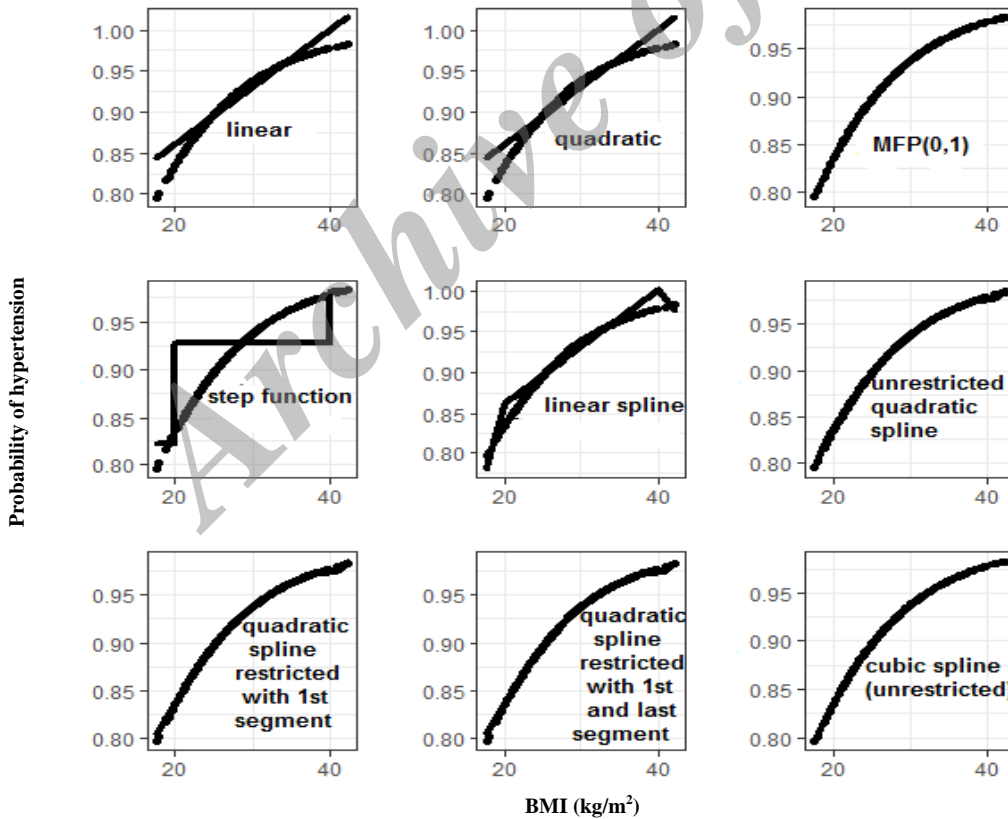 1.00
0.95
0.90
0.85
0.80
20
40
linear
1.00
0.95
0.90
0.85
0.80
20
40
quadratic
0.95
0.90
0.85
0.80
20
40
MFP(0,1)
0.95
0.90
0.85
0.80
20
40
step function
1.00
0.95
0.90
0.85
0.80
20
40
linear spline
0.95
0.90
0.85
0.80
20
40
unrestricted
quadratic
spline
0.95
0.90
0.85
0.80
20
40
quadratic
spline
restricted
with 1st
segment
0.95
0.90
0.85
0.80
20
40
quadratic
spline
restricted
with 1st
and last
segment
0.95
0.90
0.85
0.80
20
40
cubic spline
(unrestricted)
Probability of hypertension
BMI (kg/m²)
Archive of